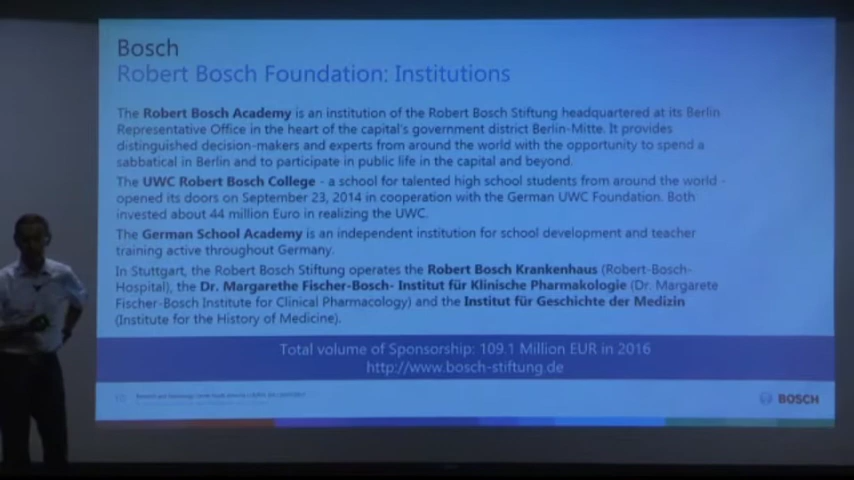 Bosch
Robert Bosch Foundation: Institutions
The Robert Bosch Academy is an institution of the Robert Bosch Stiftung headquartered at its Berlin
Representative Office in the heart of the capital's government district Berlin-Mitte. It provides
distinguished decision-makers and experts from around the world with the opportunity to spend a
sabbatical in Berlin and to participate in public life in the capital and beyond.
The UWC Robert Bosch College - a school for talented high school students from around the world -
opened its doors on September 23, 2014 in cooperation with the German UWC Foundation. Both
invested about 44 million Euro in realizing the UWC.
The German School Academy is an independent institution for school development and teacher
training active throughout Germany.
In Stuttgart, the Robert Bosch Stiftung operates the Robert Bosch Krankenhaus (Robert-Bosch-
Hospital), the Dr. Margarethe Fischer-Bosch- Institut für Klinische Pharmakologie (Dr. Margarete
Fischer-Bosch Institute for Clinical Pharmacology) and the Institut für Geschichte der Medizin
(Institute for the History of Medicine).
Total volume of Sponsorship: 109.1 Million EUR in 2016
http://www.bosch-stiftung.de
BOSCH